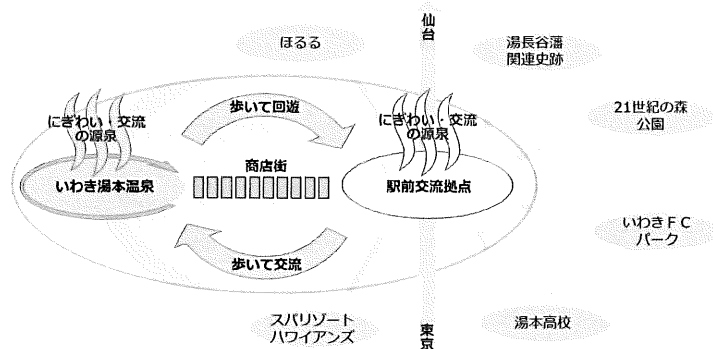 仙台
ほるる
湯長谷藩
関連史跡
21世紀の森
公園
歩いて回遊
にぎわい・交流
の源泉
にぎわい・交流
の源泉
商店街
いわき湯本温泉
駅前交流拠点
いわきＦＣ
パーク
歩いて交流
スパリゾート
ハワイアンズ
東京
湯本高校